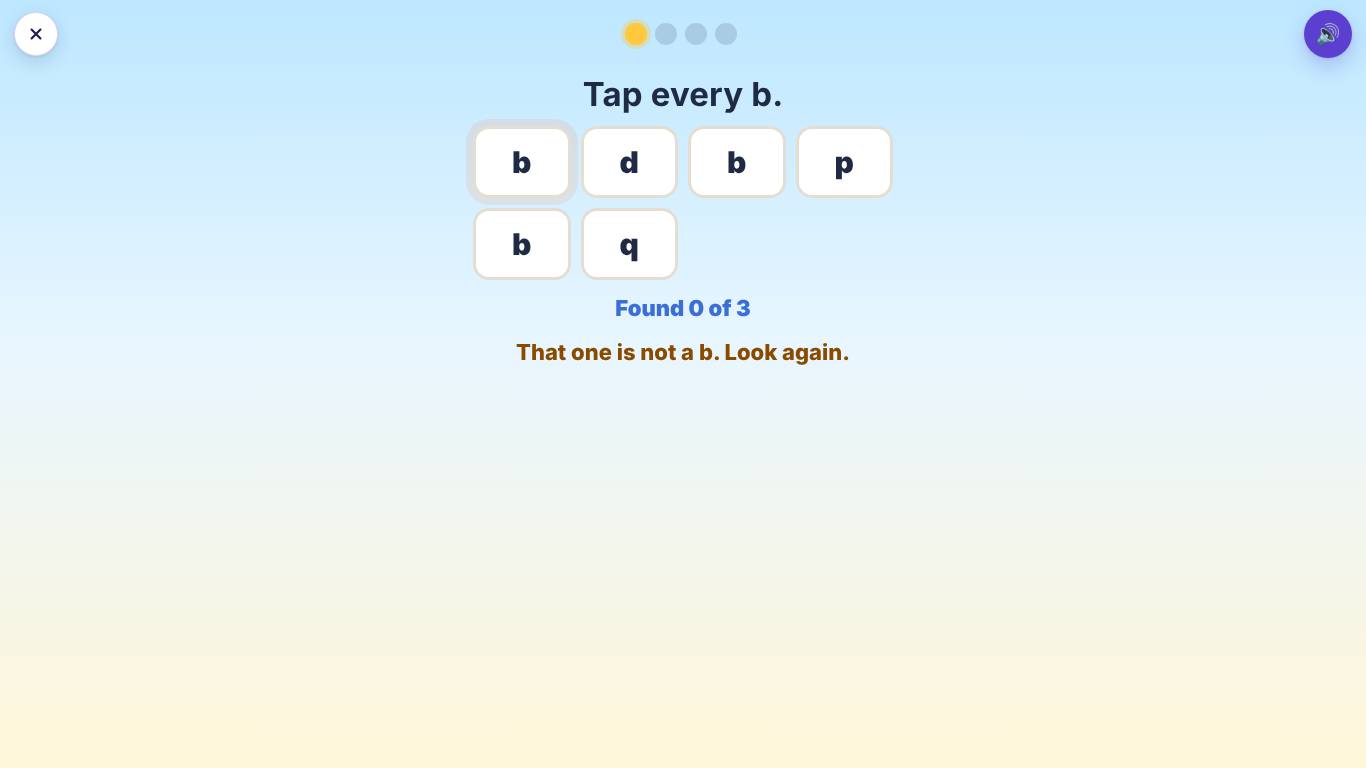 Tap every b.
b d b p
b q
Found 0 of 3
That one is not a b. Look again.